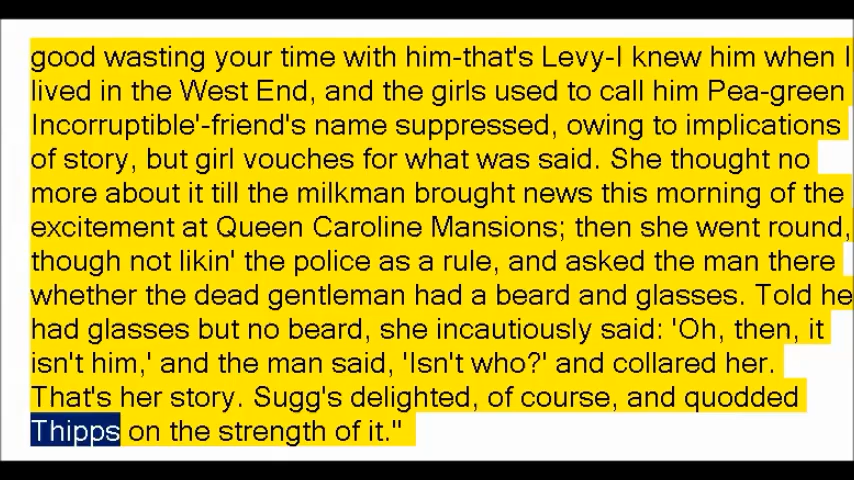 good wasting your time with him-that's Levy-I knew him when I
lived in the West End, and the girls used to call him Pea-green
Incorruptible'-friend's name suppressed, owing to implications
of story, but girl vouches for what was said. She thought no
more about it till the milkman brought news this morning of the
excitement at Queen Caroline Mansions; then she went round,
though not likin' the police as a rule, and asked the man there
whether the dead gentleman had a beard and glasses. Told he
had glasses but no beard, she incautiously said: 'Oh, then, it
isn't him,' and the man said, 'Isn't who?' and collared her.
That's her story. Sugg's delighted, of course, and quodded
Thipps on the strength of it."